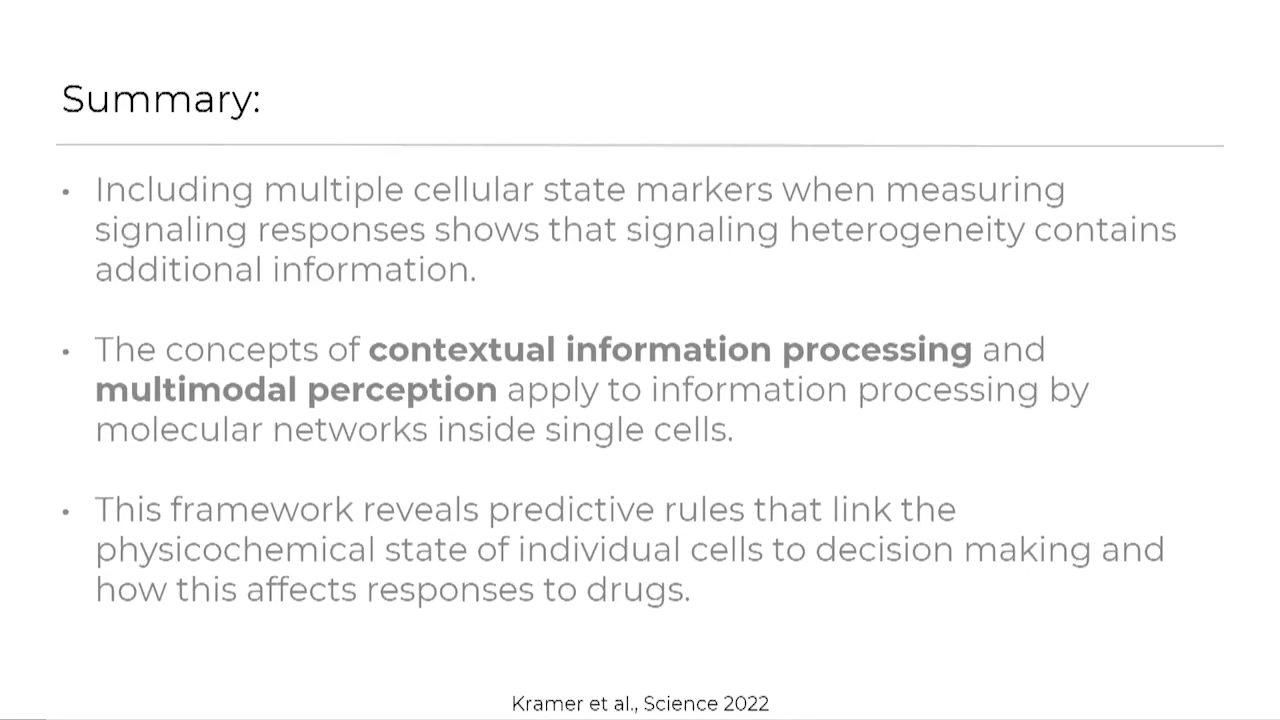 Summary:
• Including multiple cellular state markers when measuring
signaling responses shows that signaling heterogeneity contains
additional information.
• The concepts of contextual information processing and
multimodal perception apply to information processing by
molecular networks inside single cells.
• This framework reveals predictive rules that link the
physicochemical state of individual cells to decision making and
how this affects responses to drugs.
Kramer et al., Science 2022